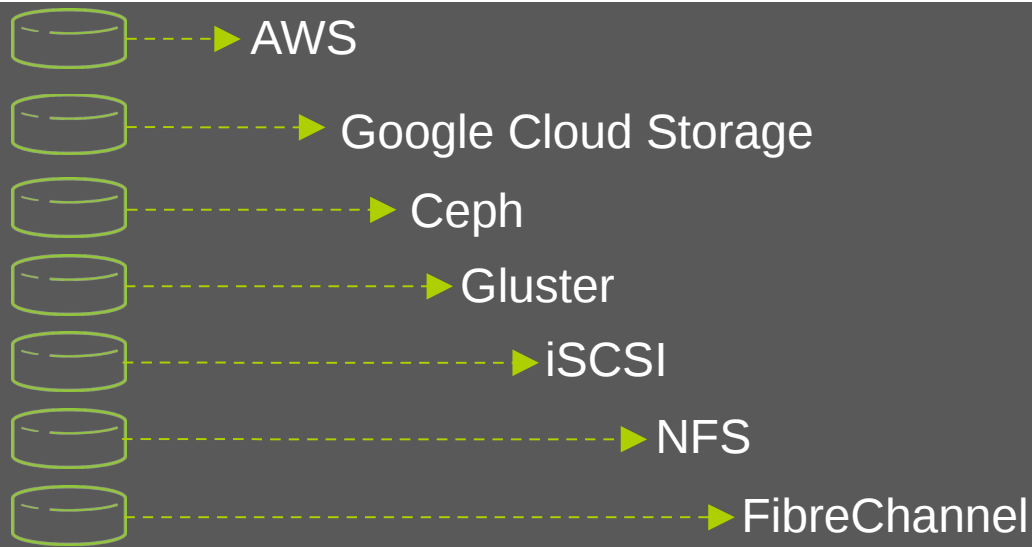 AWS
Google Cloud Storage
Ceph
Gluster
iSCSI
NFS
FibreChannel